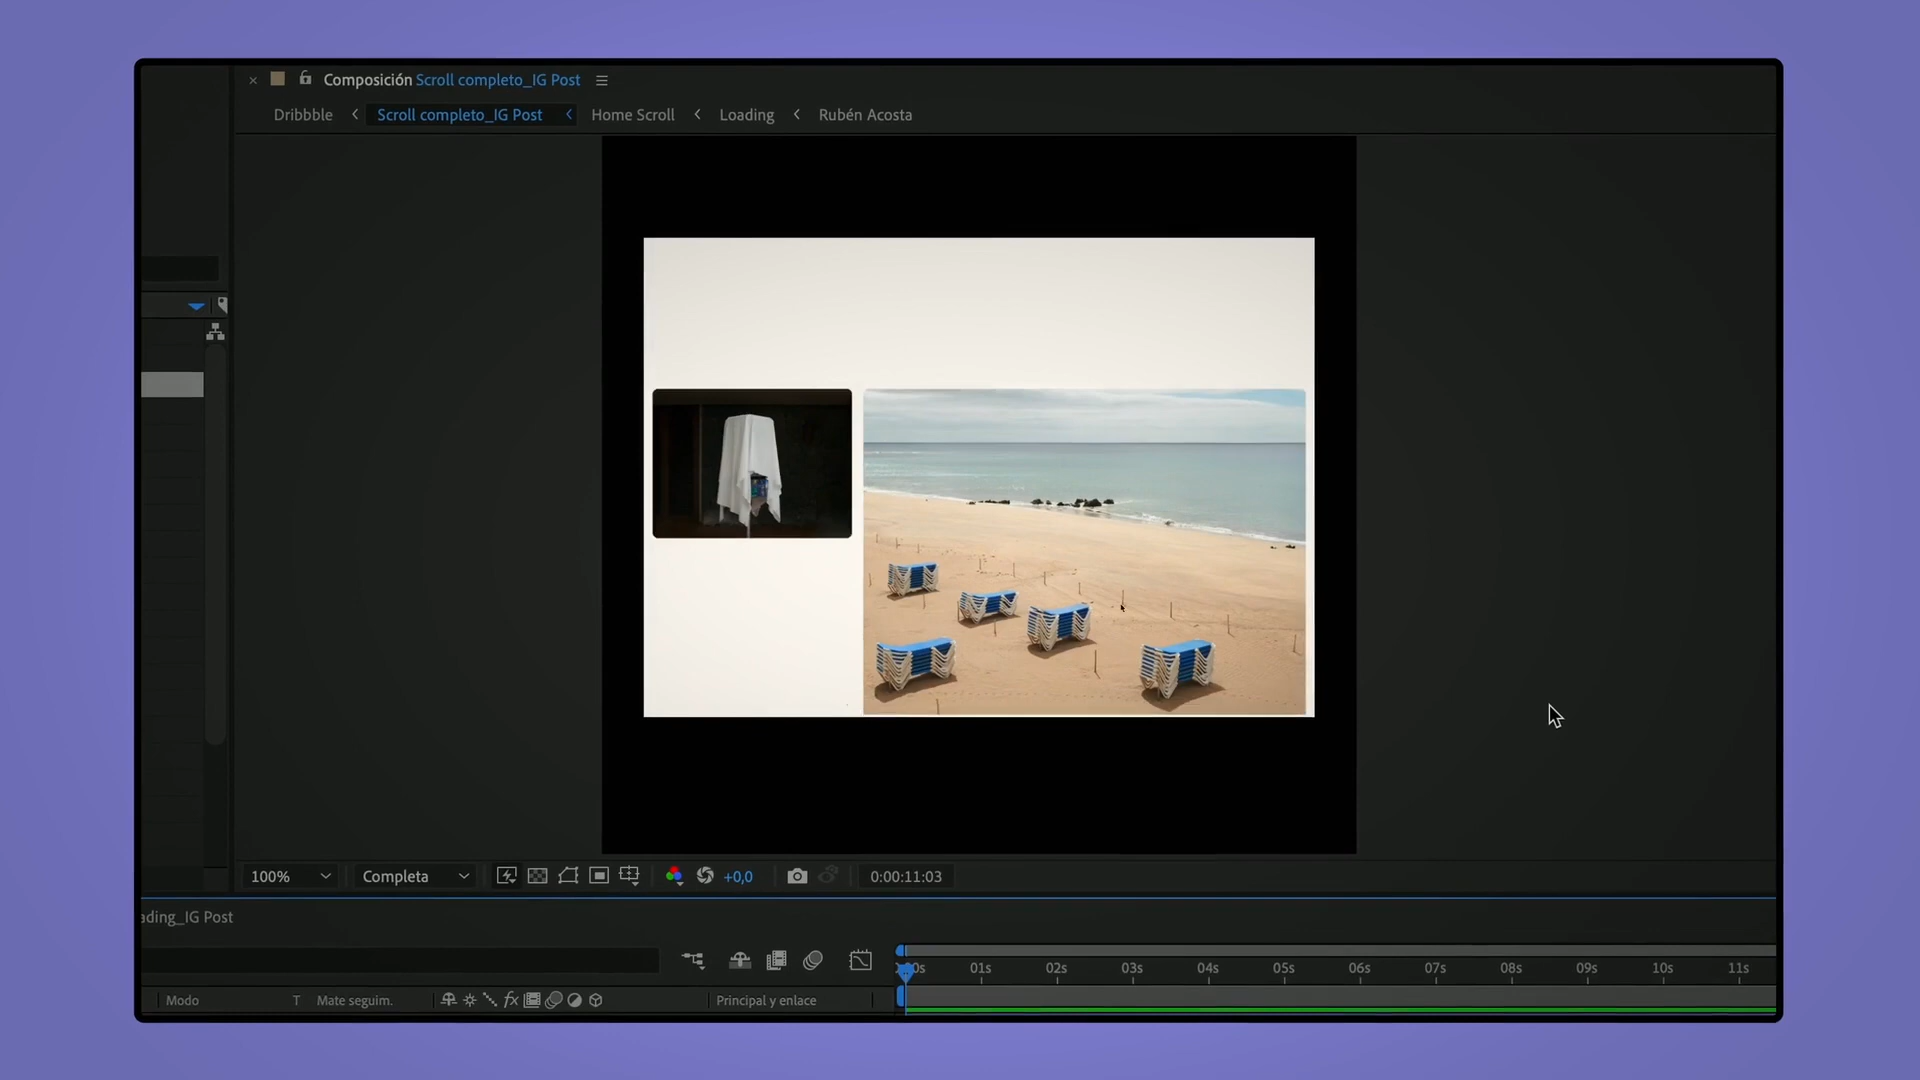 Composición Scroll completo_IG Post
Dribbble Scroll completo_IG Post Home Scroll Loading Rubén Acosta
100% Completa +0,0 0:00:11:03
ading_IG Post
0s 01s 02s 03s 04s 05s 06s 07s 08s 09s 10s 11s
Modo T Mate seguim. fx Principal y enlace